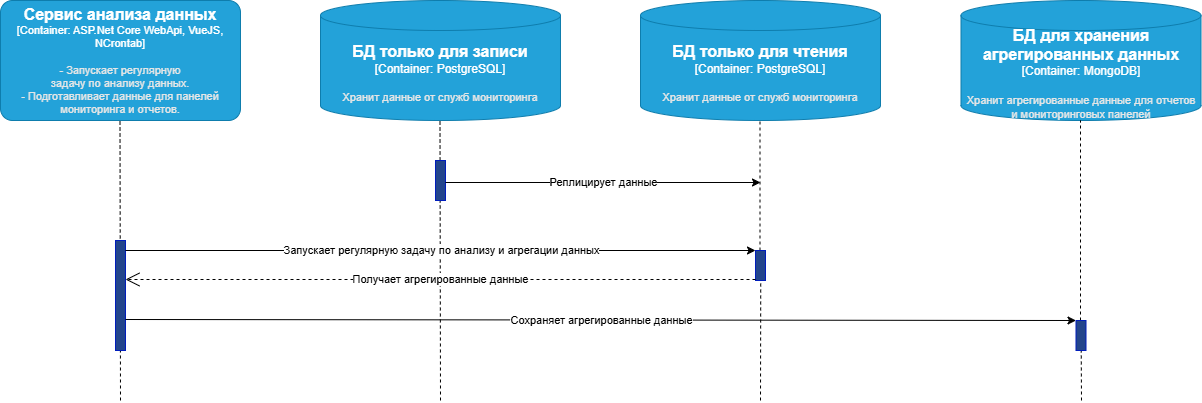 Сервис анализа данных
[Container: ASP.Net Core WebApi, VueJS,
NCrontab]
- Запускает регулярную
задачу по анализу данных.
- Подготавливает данные для панелей
мониторинга и отчетов.
БД только для записи
[Container: PostgreSQL]
Хранит данные от служб мониторинга
БД только для чтения
[Container: PostgreSQL]
Хранит данные от служб мониторинга
БД для хранения
агрегированных данных
[Container: MongoDB]
Хранит агрегированные данные для отчетов
и мониторинговых панелей
Реплицирует данные
Запускает регулярную задачу по анализу и агрегации данных
Получает агрегированные данные
Сохраняет агрегированные данные